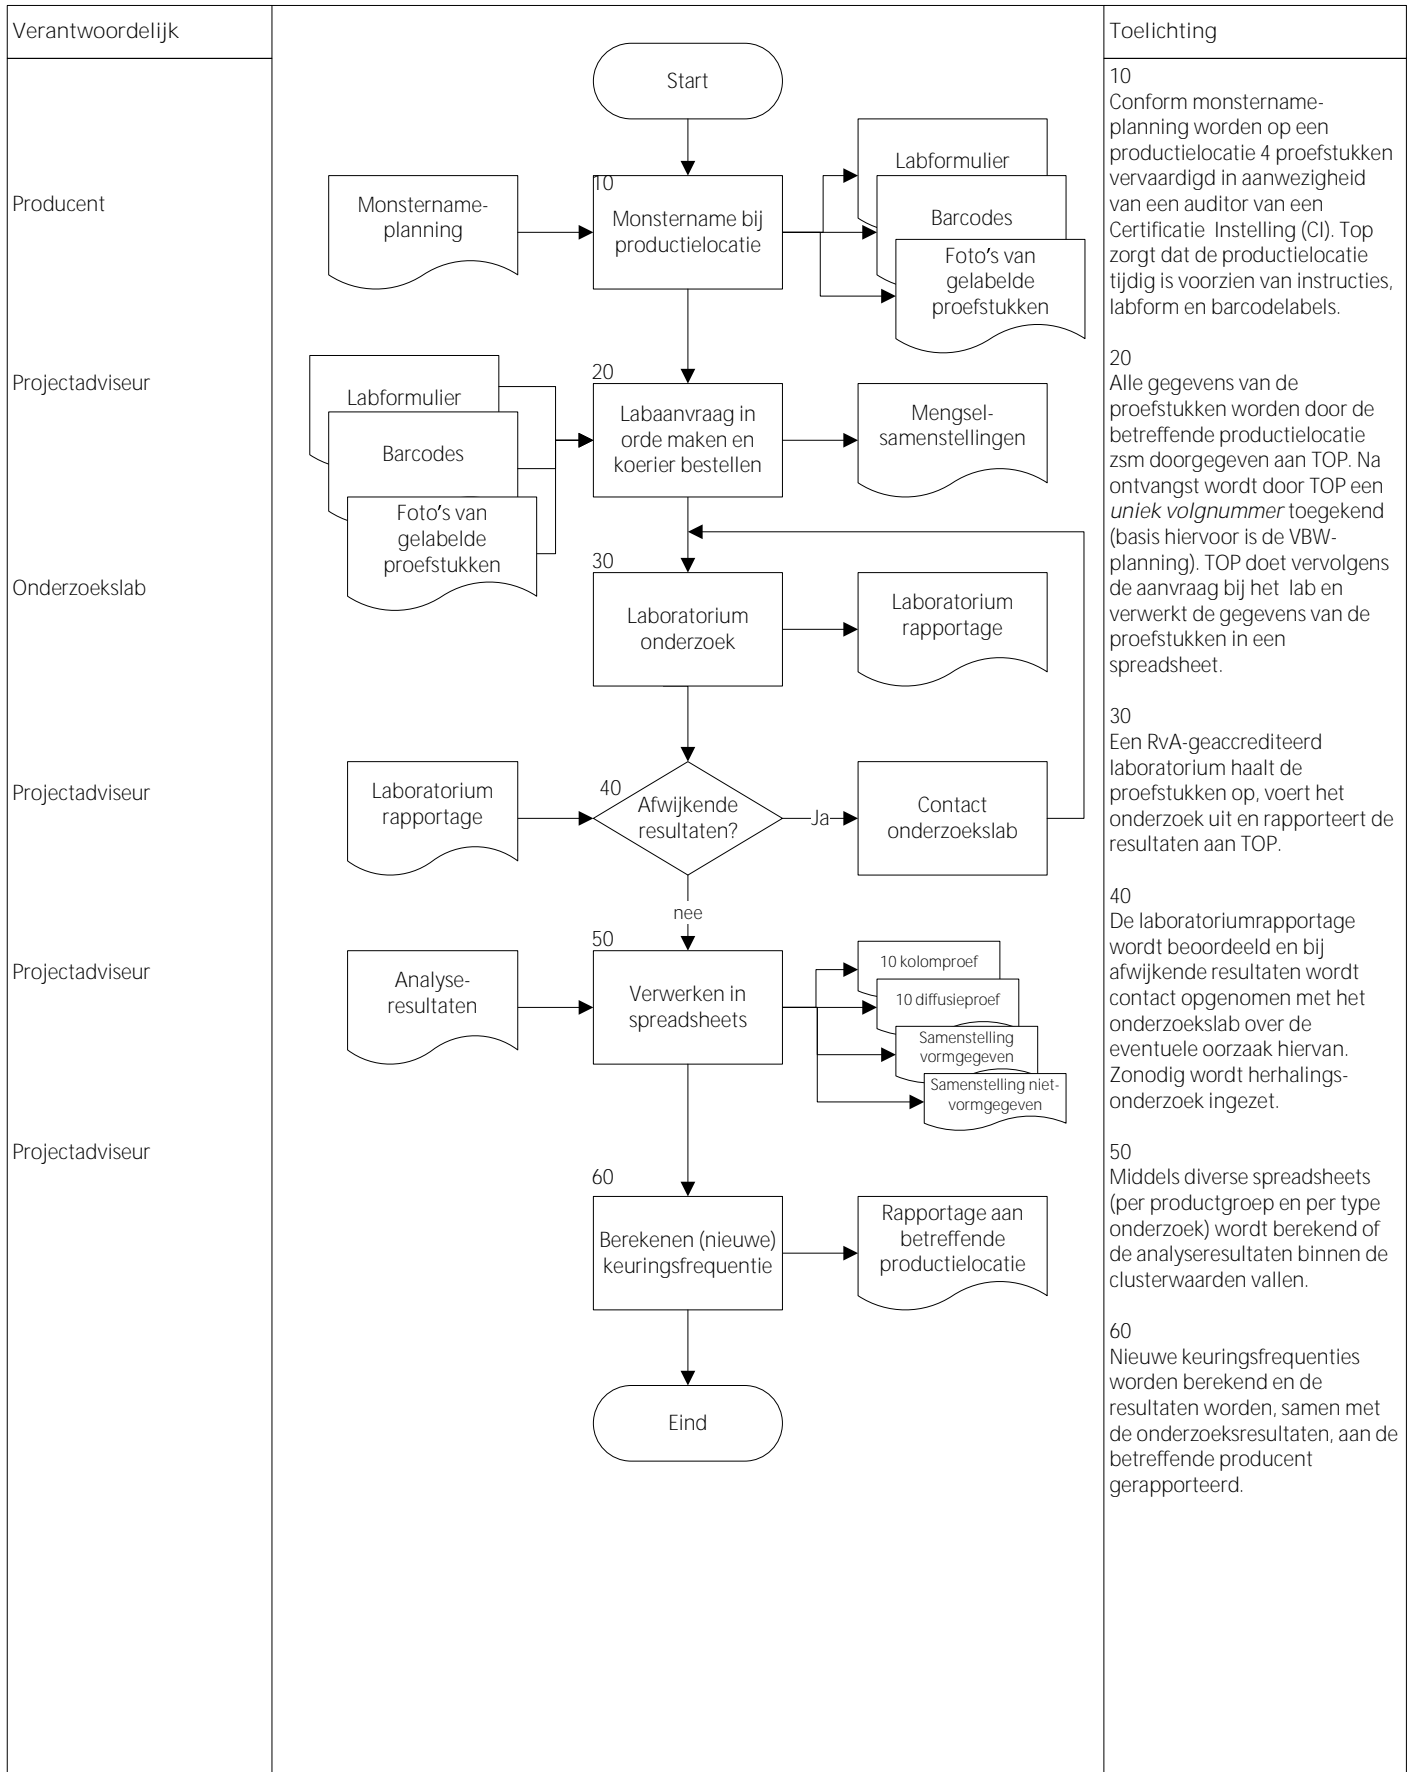 Verantwoordelijk
Toelichting
Start
Producent
Monstername-
planning
10
Monstername bij
productielocatie
Labformulier
Barcodes
Foto's van
gelabelde
proefstukken
Projectadviseur
Labformulier
Barcodes
Foto's van
gelabelde
proefstukken
20
Labaanvraag in
orde maken en
koerier bestellen
Mengsel-
samenstellingen
Onderzoekslab
30
Laboratorium
onderzoek
Laboratorium
rapportage
Projectadviseur
Laboratorium
rapportage
40
Afwijkende
resultaten?
Ja
Contact
onderzoekslab
nee
Projectadviseur
Analyse-
resultaten
50
Verwerken in
spreadsheets
10 kolomproef
10 diffusieproef
Samenstelling
vormgegeven
Samenstelling niet-
vormgegeven
Projectadviseur
60
Berekenen (nieuwe)
keuringsfrequentie
Rapportage aan
betreffende
productielocatie
Eind
10
Conform monstername-
planning worden op een
productielocatie 4 proefstukken
vervaardigd in aanwezigheid
van een auditor van een
Certificatie Instelling (CI). Top
zorgt dat de productielocatie
tijdig is voorzien van instructies,
labform en barcodelabels.
20
Alle gegevens van de
proefstukken worden door de
betreffende productielocatie
zsm doorgegeven aan TOP. Na
ontvangst wordt door TOP een
uniek volgnummer toegekend
(basis hiervoor is de VBW-
planning). TOP doet vervolgens
de aanvraag bij het lab en
verwerkt de gegevens van de
proefstukken in een
spreadsheet.
30
Een RvA-geaccrediteerd
laboratorium haalt de
proefstukken op, voert het
onderzoek uit en rapporteert de
resultaten aan TOP.
40
De laboratoriumrapportage
wordt beoordeeld en bij
afwijkende resultaten wordt
contact opgenomen met het
onderzoekslab over de
eventuele oorzaak hiervan.
Zonodig wordt herhalings-
onderzoek ingezet.
50
Middels diverse spreadsheets
(per productgroep en per type
onderzoek) wordt berekend of
de analyseresultaten binnen de
clusterwaarden vallen.
60
Nieuwe keuringsfrequenties
worden berekend en de
resultaten worden, samen met
de onderzoeksresultaten, aan de
betreffende producent
gerapporteerd.